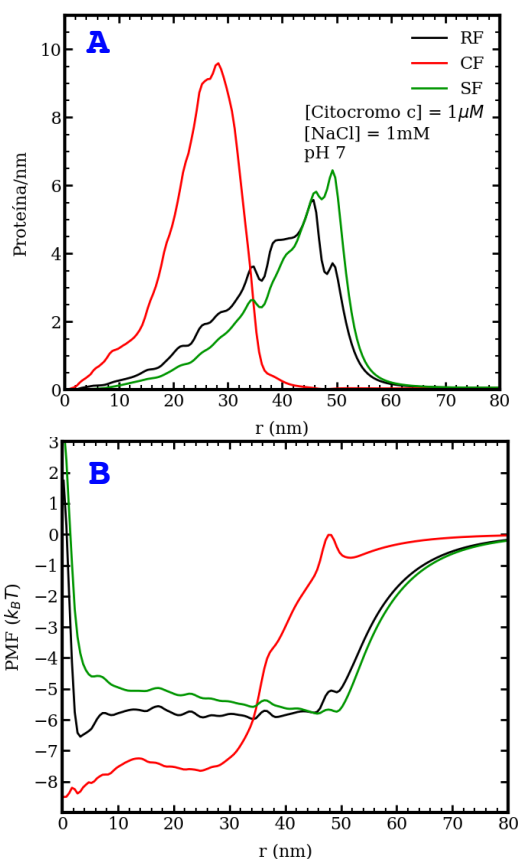 A
RF
CF
SF
[Citocromo c] = 1μM
[NaCl] = 1mM
pH 7
Proteína/nm
10
8
6
4
2
0
0 10 20 30 40 50 60 70 80
r (nm)
B
PMF (k_BT)
3
2
1
0
−1
−2
−3
−4
−5
−6
−7
−8
0 10 20 30 40 50 60 70 80
r (nm)